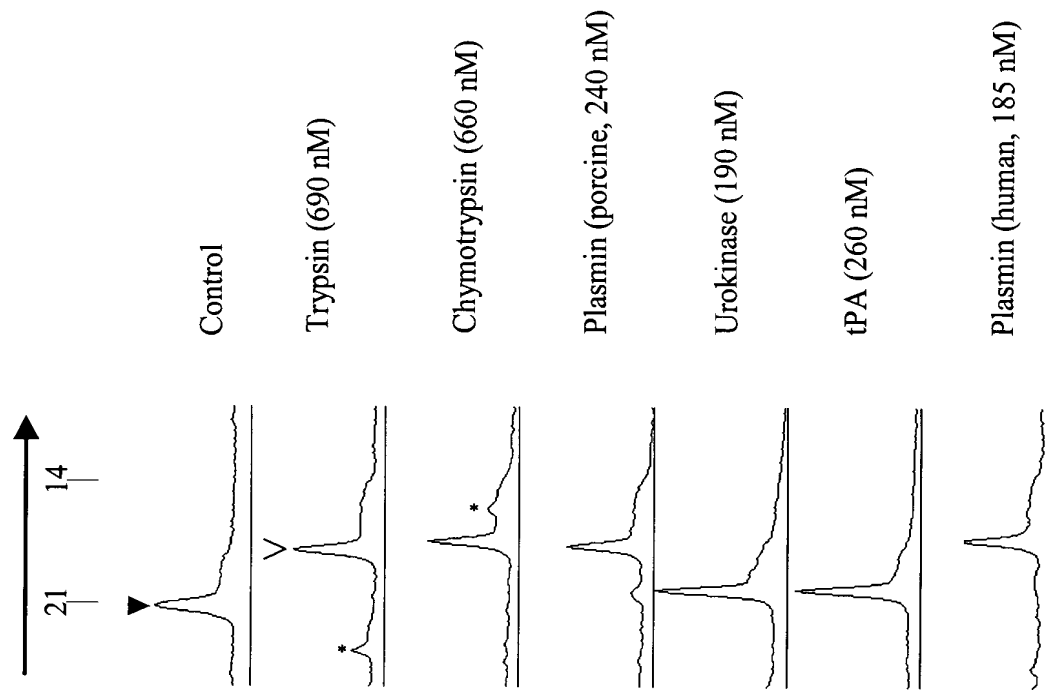 21 14
Control
Trypsin (690 nM)
*
Chymotrypsin (660 nM)
*
Plasmin (porcine, 240 nM)
Urokinase (190 nM)
tPA (260 nM)
Plasmin (human, 185 nM)